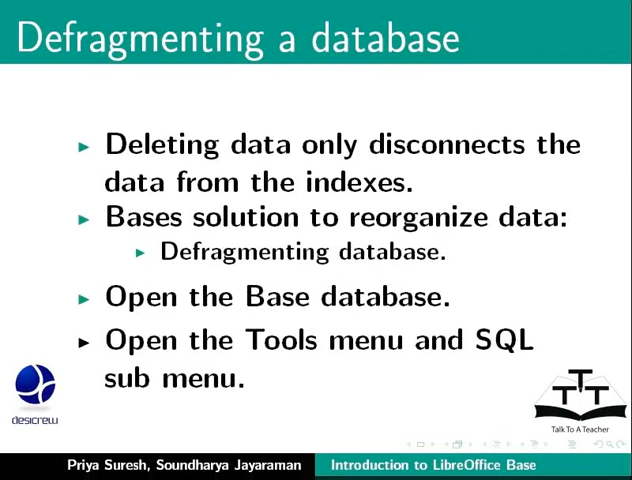 Defragmenting a database
Deleting data only disconnects the
data from the indexes.
Bases solution to reorganize data:
Defragmenting database.
Open the Base database.
Open the Tools menu and SQL
sub menu.
desicrew
T T T
Talk To A Teacher
Priya Suresh, Soundharya Jayaraman
Introduction to LibreOffice Base